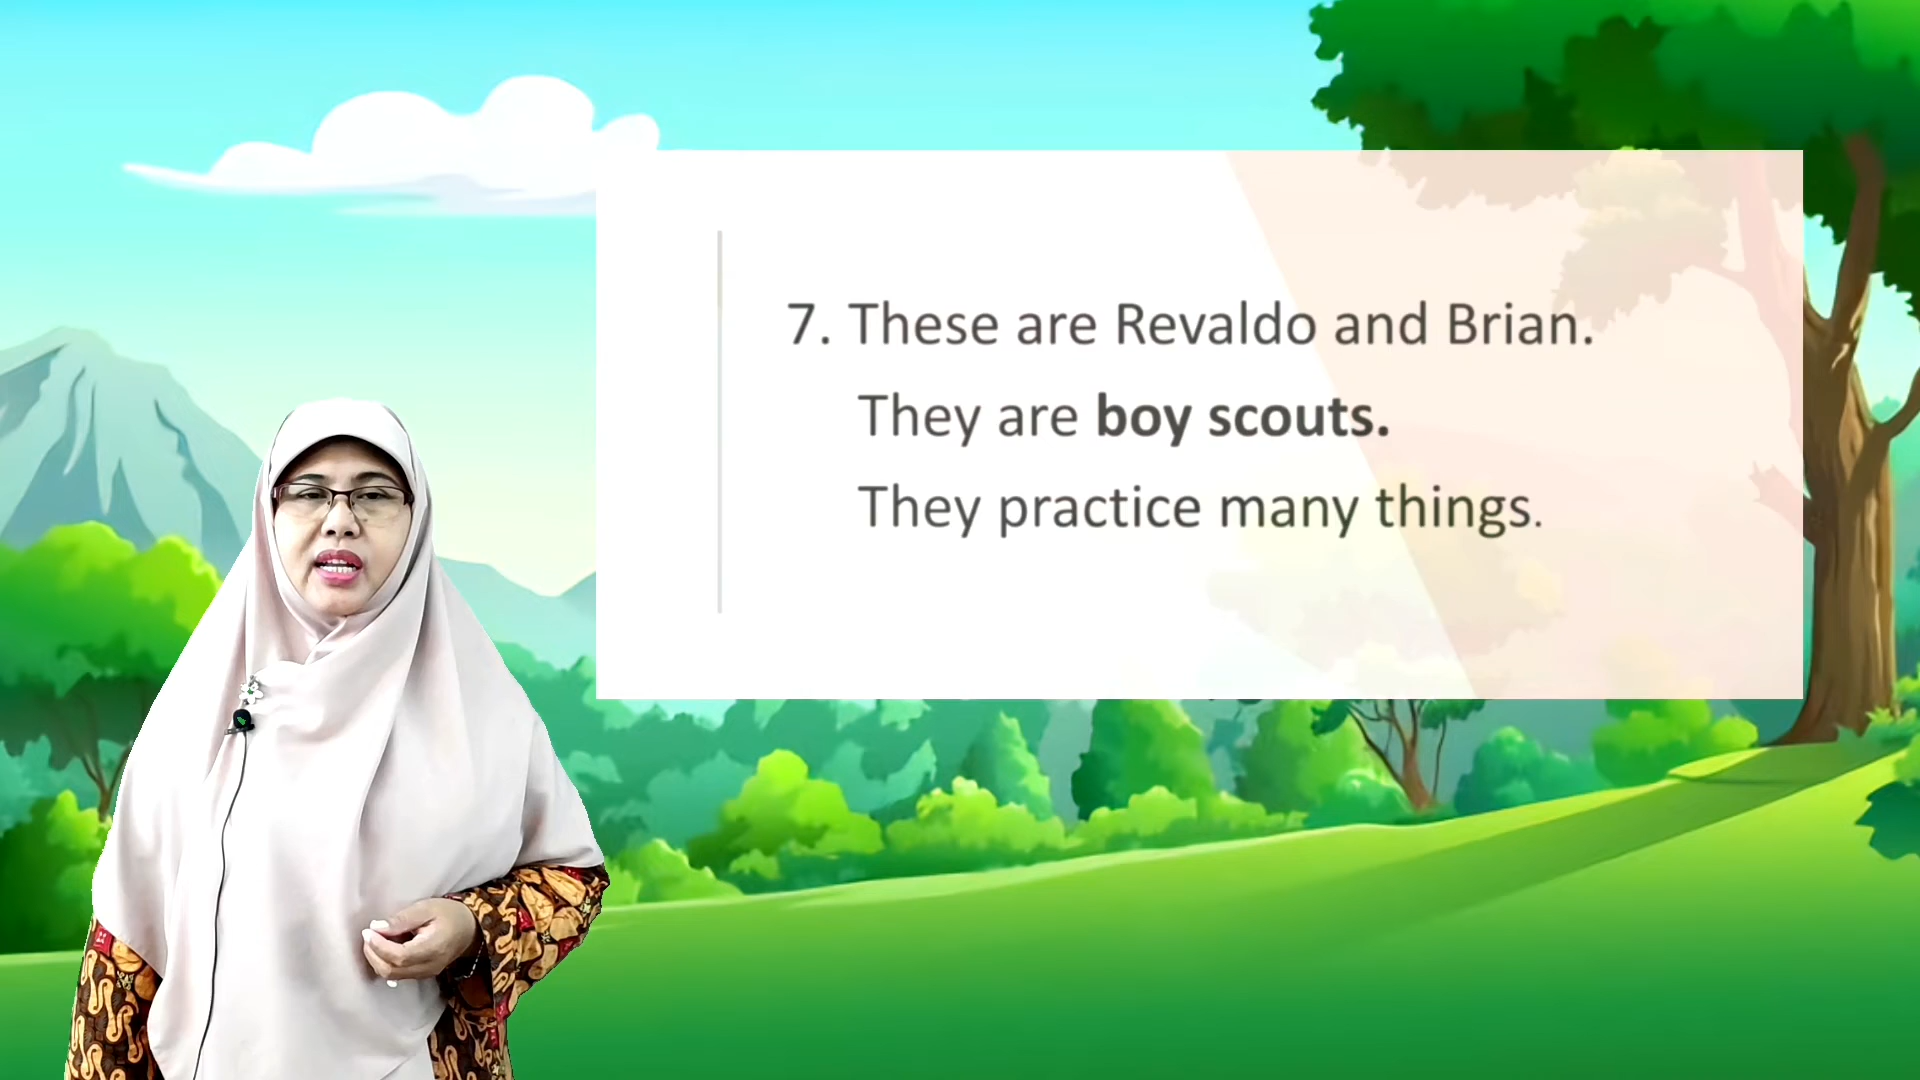 7. These are Revaldo and Brian.
They are boy scouts.
They practice many things.